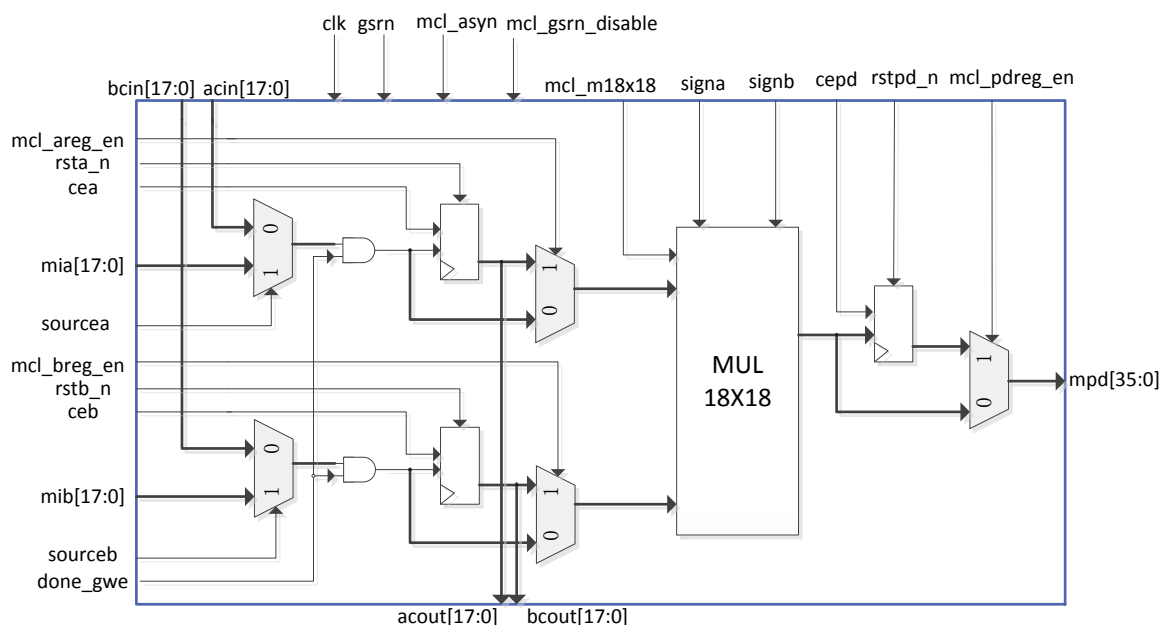 clk gsrn mcl_asyn mcl_gsrn_disable
bcin[17:0] acin[17:0] mcl_m18x18 signa signb cepd rstpd_n mcl_pdreg_en
mcl_areg_en
rsta_n
cea
0
mia[17:0]
1
1
0
sourcea
mcl_breg_en
rstb_n
ceb
MUL
18X18
1
0
mpd[35:0]
0
mib[17:0]
1
1
0
sourceb
done_gwe
acout[17:0] bcout[17:0]